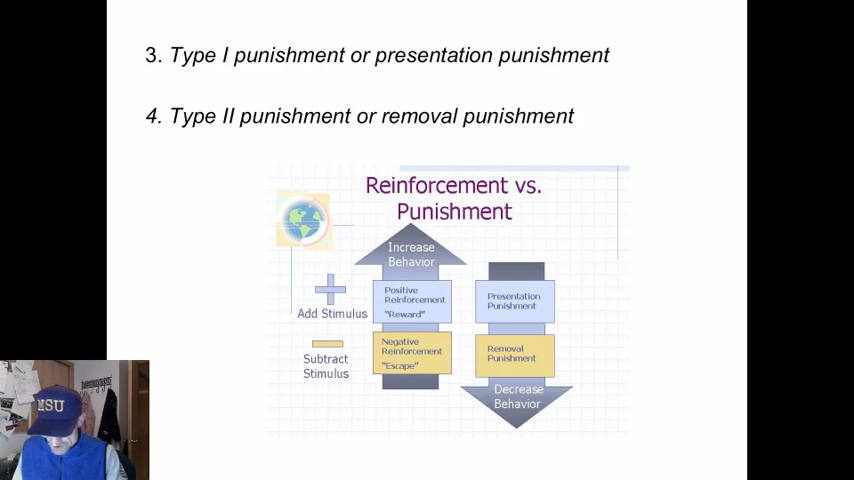 3. Type I punishment or presentation punishment
4. Type II punishment or removal punishment
Reinforcement vs.
Punishment
Increase
Behavior
Add Stimulus
Positive
Reinforcement
"Reward"
Presentation
Punishment
Subtract
Stimulus
Negative
Reinforcement
"Escape"
Removal
Punishment
Decrease
Behavior
MSU